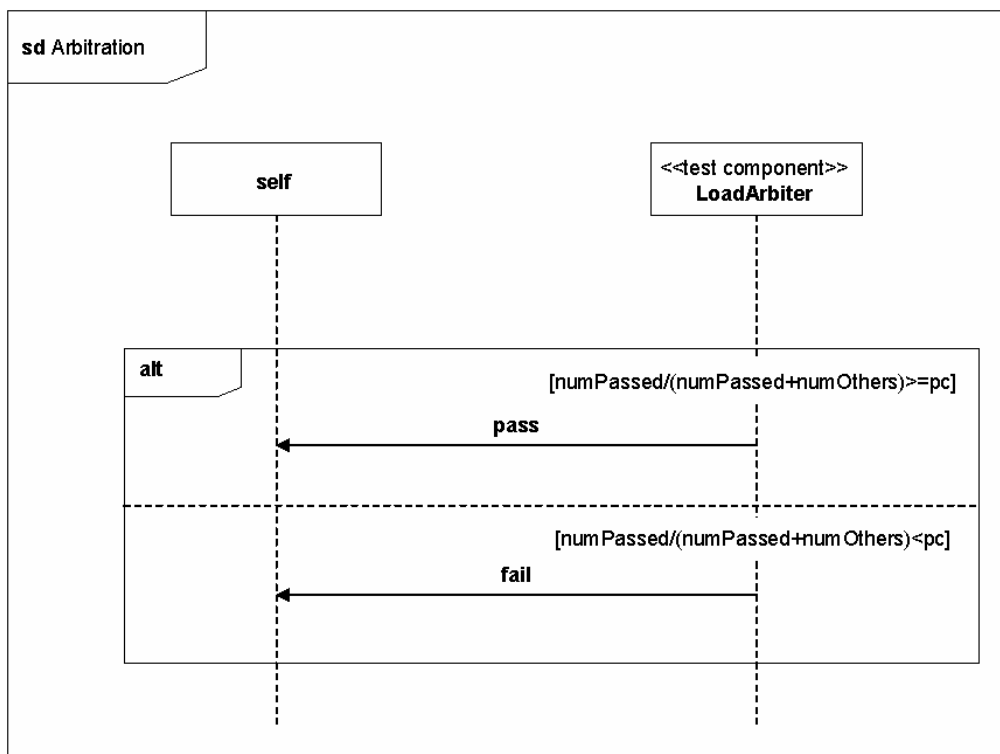 sd Arbitration
self
<<test component>>
LoadArbiter
alt
[numPassed/(numPassed+numOthers)>=pc]
pass
[numPassed/(numPassed+numOthers)<pc]
fail